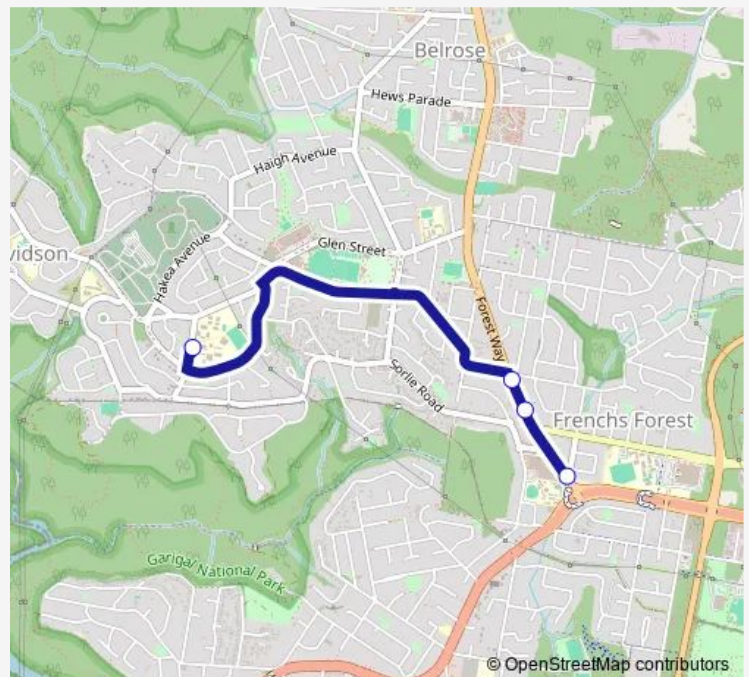 Belrose
Hews Parade
Haigh Avenue
Glen Street
vidson
Hakea Avenue
Forest Way
Sorlie Road
Frenchs Forest
Garigal National Park
© OpenStreetMap contributors